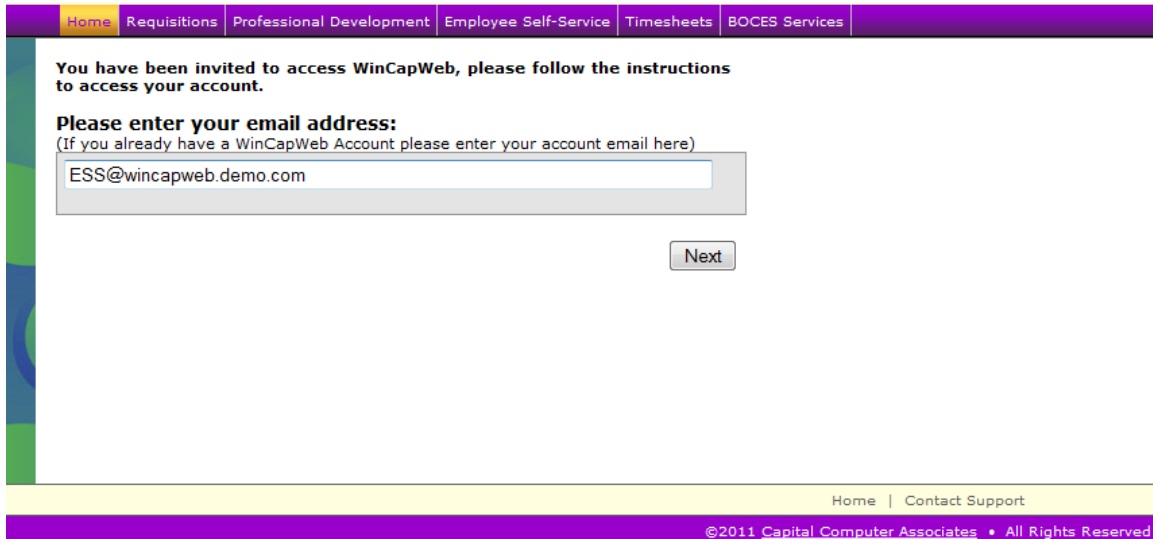 Home Requisitions Professional Development Employee Self-Service Timesheets BOCES Services
You have been invited to access WinCapWeb, please follow the instructions
to access your account.
Please enter your email address:
(If you already have a WinCapWeb Account please enter your account email here)
ESS@wincapweb.demo.com
Next
Home | Contact Support
©2011 Capital Computer Associates • All Rights Reserved